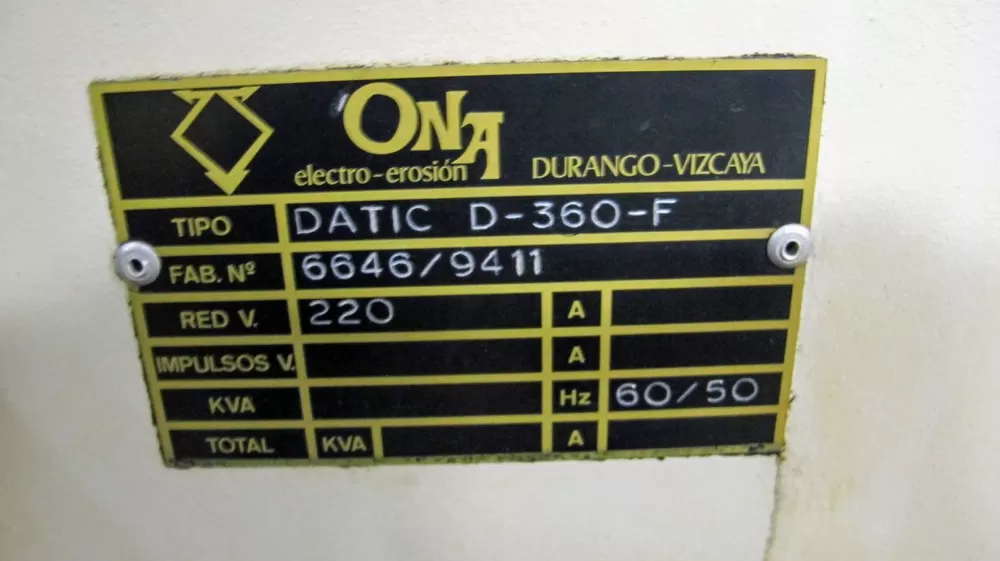 ONA
electro-erosión DURANGO-VIZCAYA
TIPO DATIC D-360-F
FAB. Nº 6646/9411
RED V. 220 A
IMPULSOS V. A
KVA Hz 60/50
TOTAL KVA A